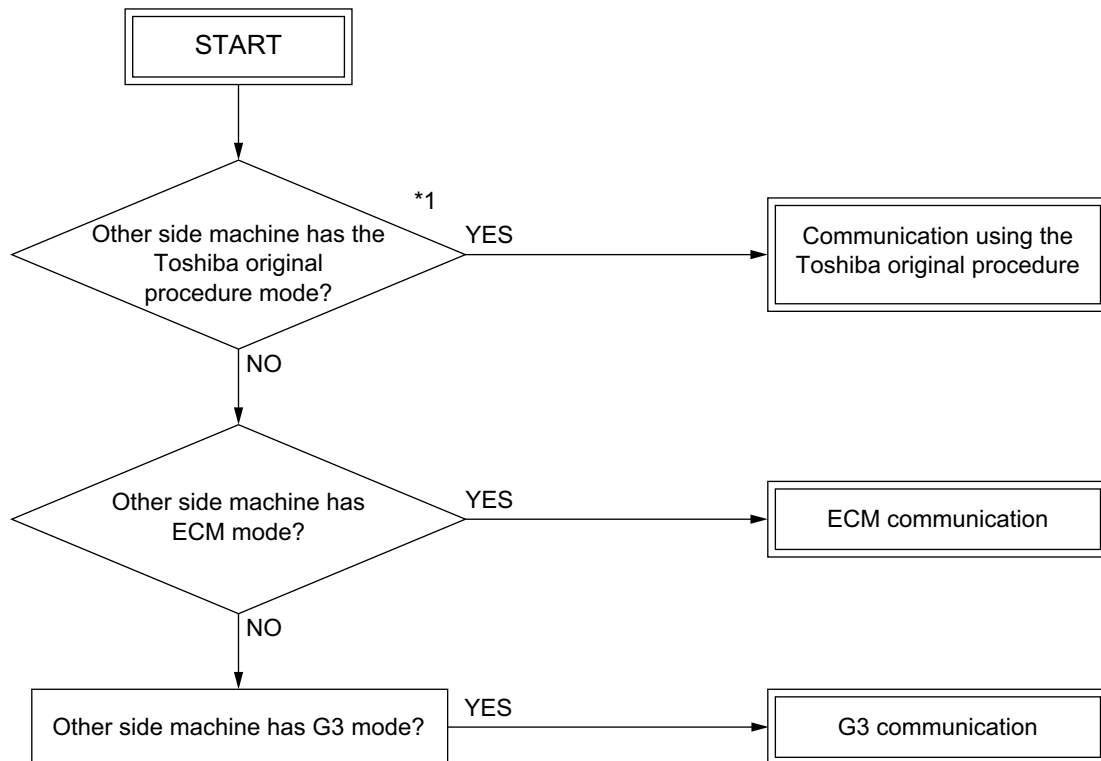 START
*1
Other side machine has the
Toshiba original
procedure mode?
YES
Communication using the
Toshiba original procedure
NO
Other side machine has
ECM mode?
YES
ECM communication
NO
Other side machine has G3 mode?
YES
G3 communication